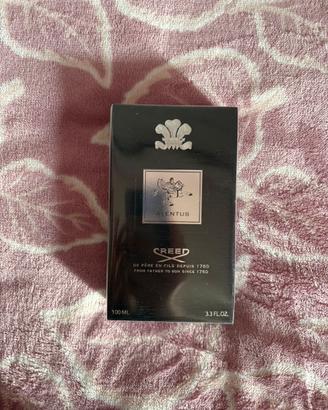 AVENTUS
CREED
DE PÈRE EN FILS DEPUIS 1760
FROM FATHER TO SON SINCE 1760
100 ML 3.3 FL.OZ.